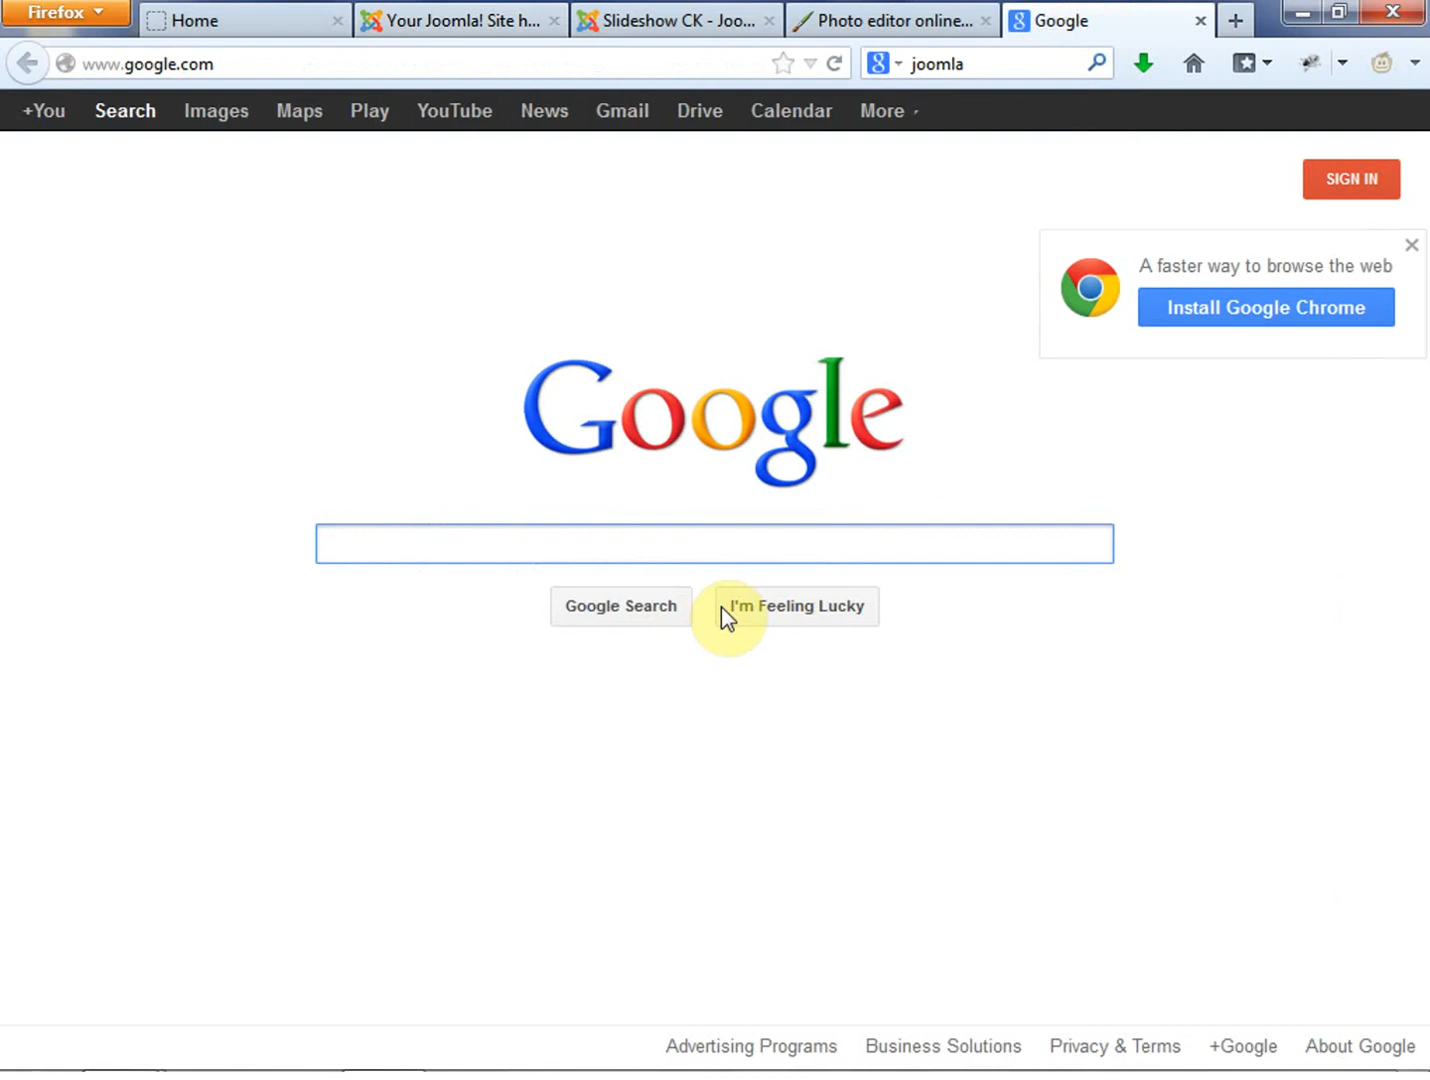 Firefox
Home
Your Joomla! Site h...
Slideshow CK - Joo...
Photo editor online...
Google
www.google.com
joomla
+You Search Images Maps Play YouTube News Gmail Drive Calendar More
SIGN IN
A faster way to browse the web
Install Google Chrome
Google
Google Search
I'm Feeling Lucky
Advertising Programs Business Solutions Privacy & Terms +Google About Google